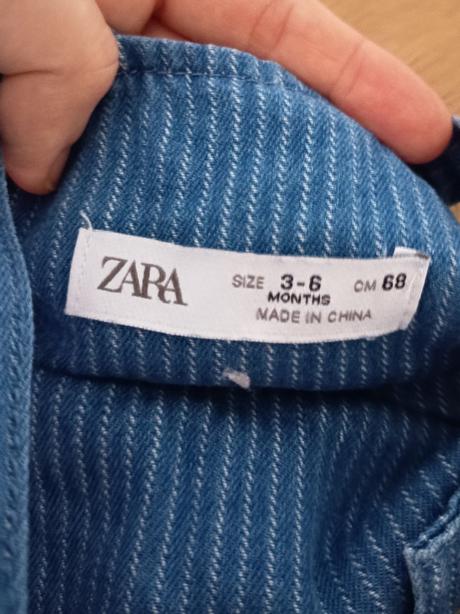 ZARA
SIZE 3-6 CM 68
MONTHS
MADE IN CHINA